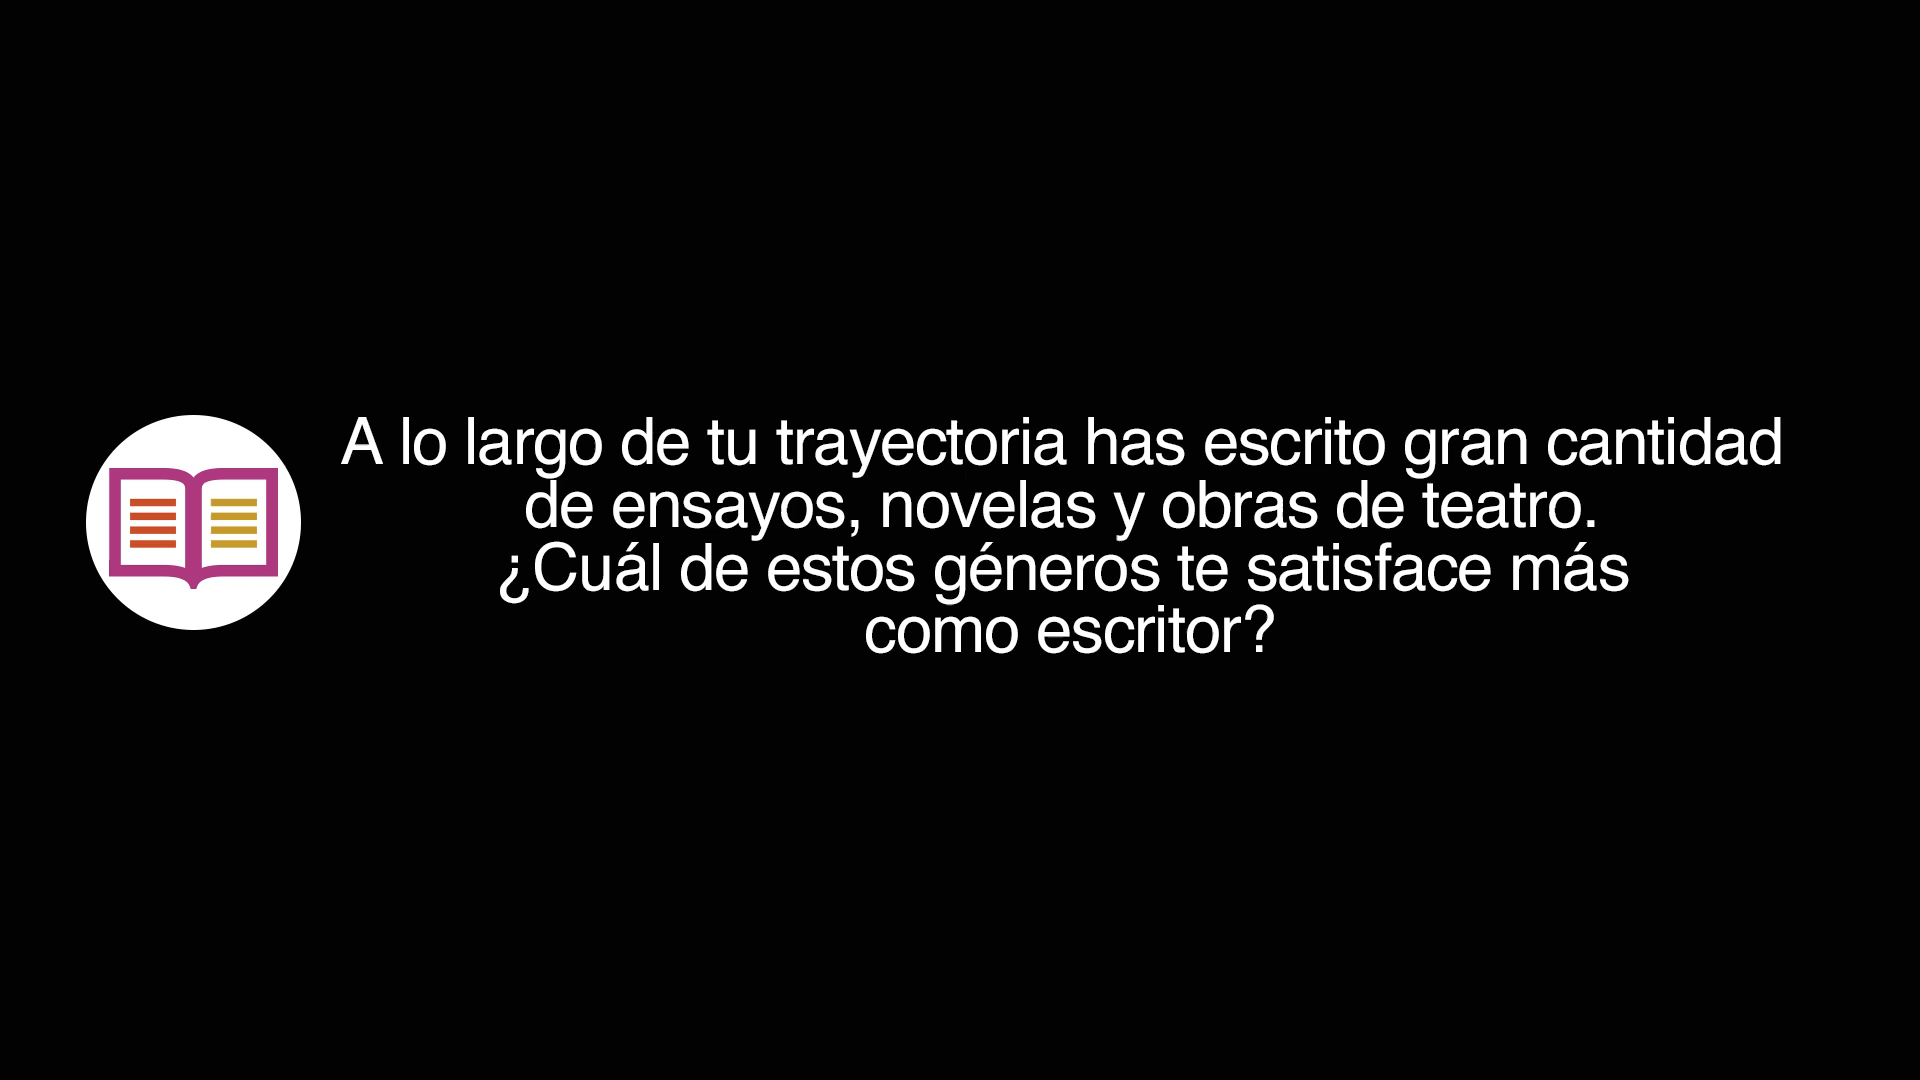 A lo largo de tu trayectoria has escrito gran cantidad
de ensayos, novelas y obras de teatro.
¿Cuál de estos géneros te satisface más
como escritor?